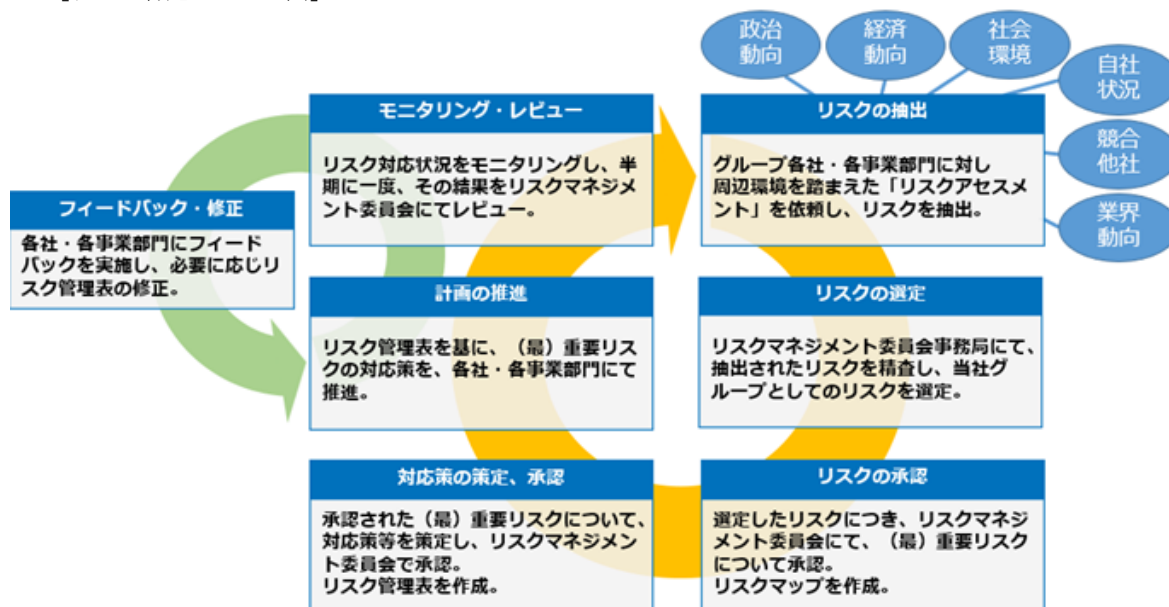 政治
動向
経済
動向
社会
環境
自社
状況
競合
他社
業界
動向
モニタリング・レビュー
リスク対応状況をモニタリングし、半
期に一度、その結果をリスクマネジメ
ント委員会にてレビュー。
リスクの抽出
グループ各社・各事業部門に対し
周辺環境を踏まえた「リスクアセスメ
ント」を依頼し、リスクを抽出。
フィードバック・修正
各社・各事業部門にフィード
バックを実施し、必要に応じリ
スク管理表の修正。
計画の推進
リスク管理表を基に、（最）重要リス
クの対応策を、各社・各事業部門にて
推進。
リスクの選定
リスクマネジメント委員会事務局にて、
抽出されたリスクを精査し、当社グ
ループとしてのリスクを選定。
対応策の策定、承認
承認された（最）重要リスクについて、
対応策等を策定し、リスクマネジメン
ト委員会で承認。
リスク管理表を作成。
リスクの承認
選定したリスクにつき、リスクマネジ
メント委員会にて、（最）重要リスク
について承認。
リスクマップを作成。